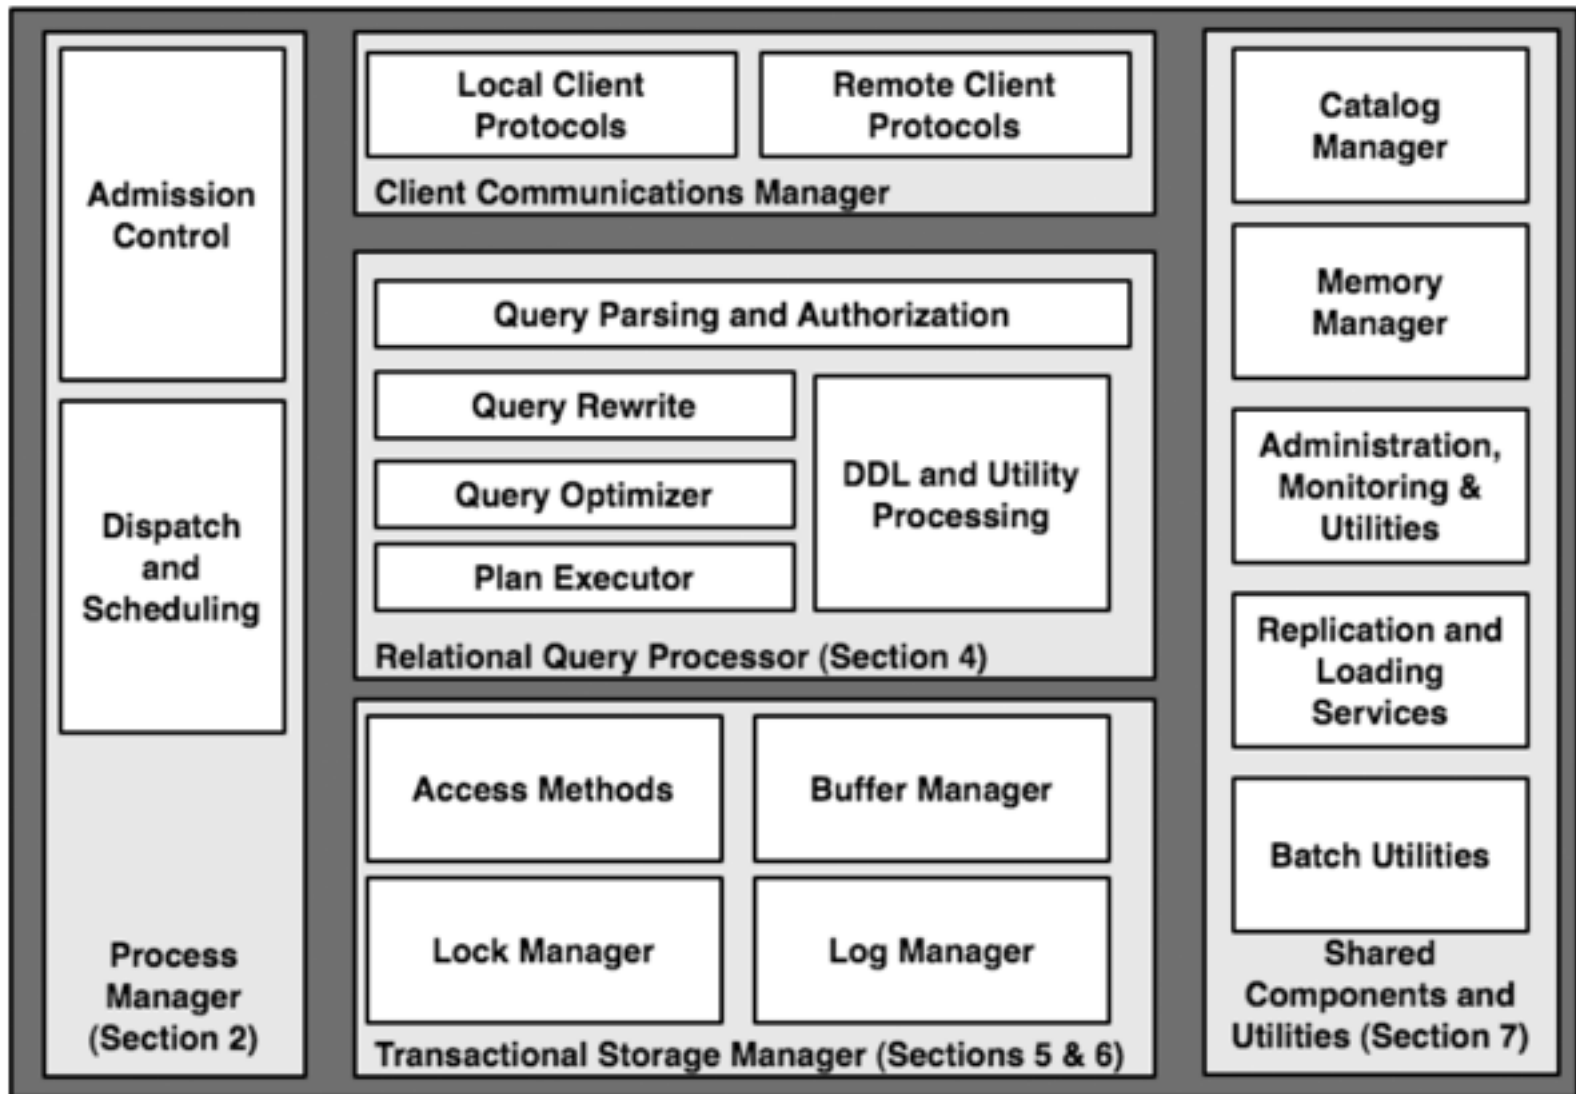 Admission
Control
Dispatch
and
Scheduling
Process
Manager
(Section 2)
Local Client
Protocols
Remote Client
Protocols
Client Communications Manager
Query Parsing and Authorization
Query Rewrite
Query Optimizer
Plan Executor
DDL and Utility
Processing
Relational Query Processor (Section 4)
Access Methods
Buffer Manager
Lock Manager
Log Manager
Transactional Storage Manager (Sections 5 & 6)
Catalog
Manager
Memory
Manager
Administration,
Monitoring &
Utilities
Replication and
Loading
Services
Batch Utilities
Shared
Components and
Utilities (Section 7)